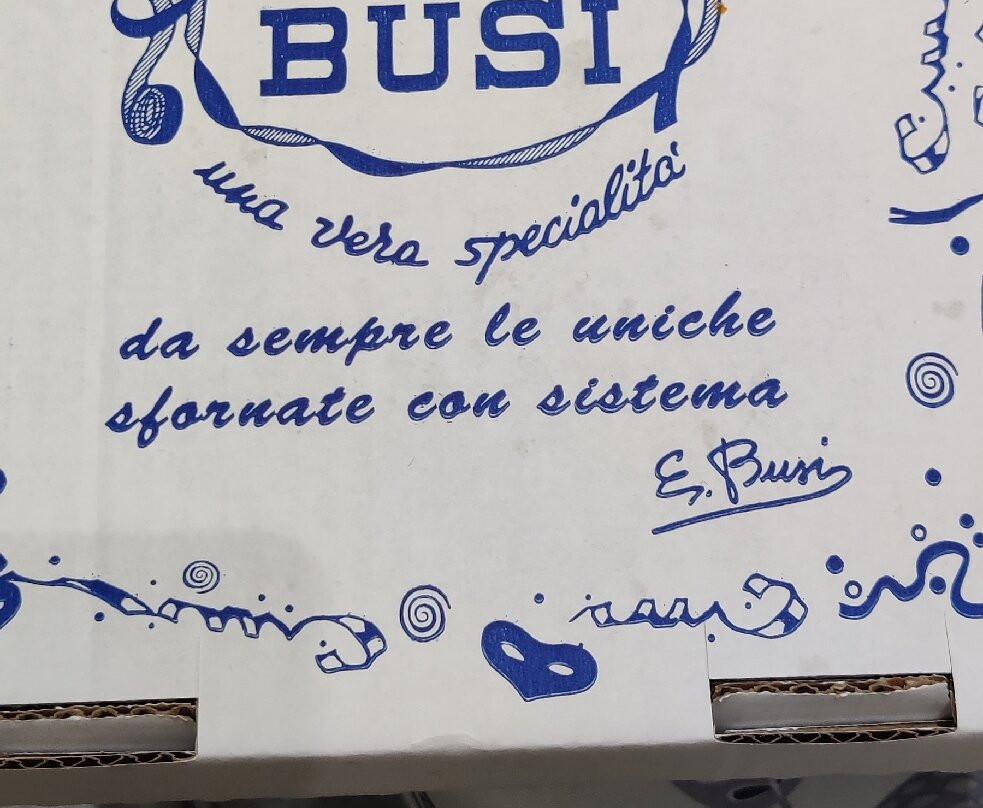 BUSI
una vera specialità
da sempre le uniche
sfornate con sistema
E. Busi